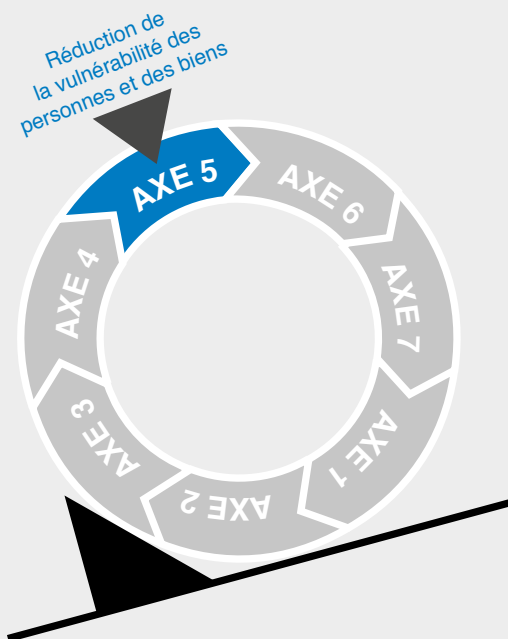 Réduction de
la vulnérabilité des
personnes et des biens
AXE 5
AXE 6
AXE 7
AXE 1
AXE 2
AXE 3
AXE 4